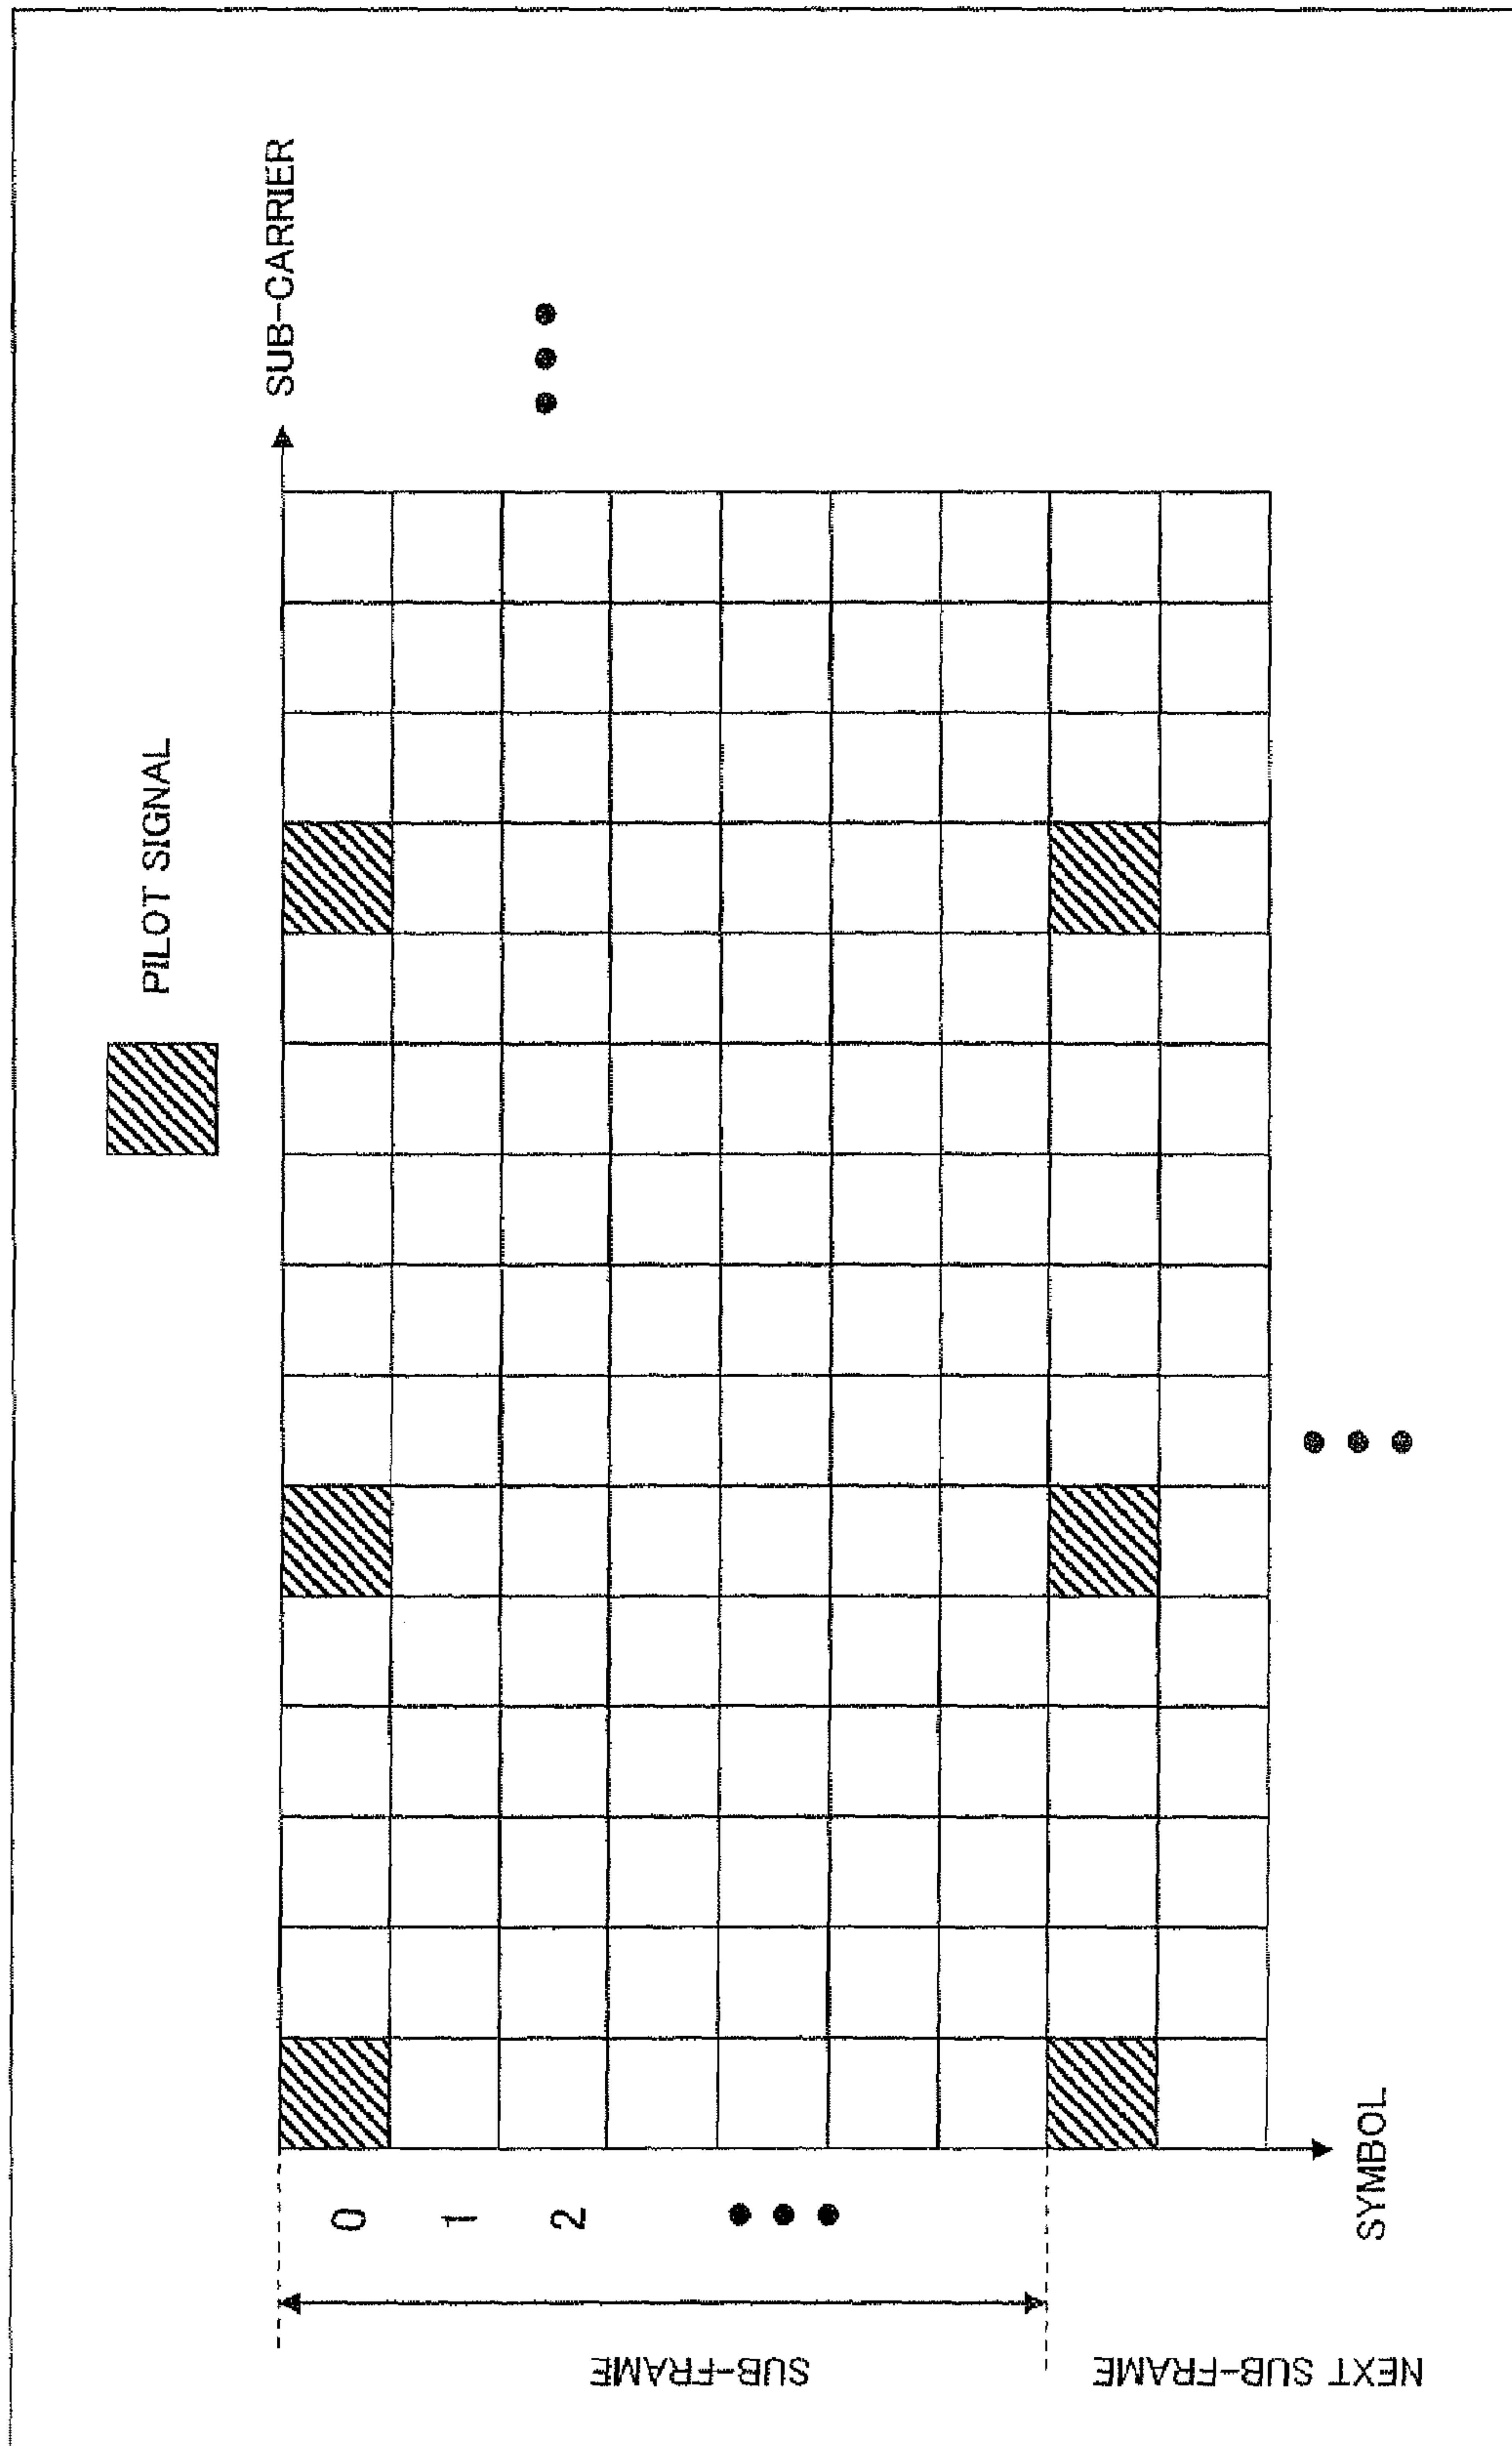 PILOT SIGNAL
SUB-CARRIER
0
1
2
SYMBOL
SUB-FRAME
NEXT SUB-FRAME